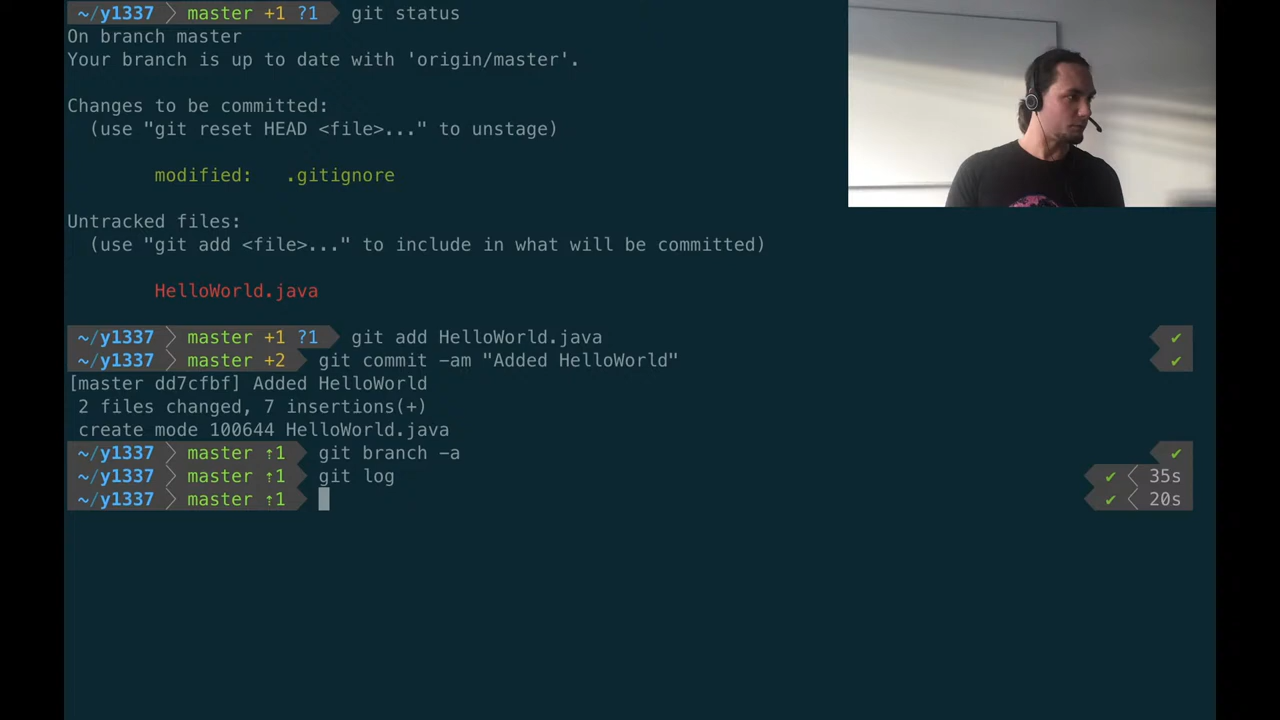 ~/y1337 master +1 ?1 git status
On branch master
Your branch is up to date with 'origin/master'.
Changes to be committed:
(use "git reset HEAD <file>..." to unstage)
modified: .gitignore
Untracked files:
(use "git add <file>..." to include in what will be committed)
HelloWorld.java
~/y1337 master +1 ?1 git add HelloWorld.java ✔
~/y1337 master +2 git commit -am "Added HelloWorld" ✔
[master dd7cfbf] Added HelloWorld
2 files changed, 7 insertions(+)
create mode 100644 HelloWorld.java
~/y1337 master ⇡1 git branch -a ✔
~/y1337 master ⇡1 git log ✔ 35s
~/y1337 master ⇡1 ✔ 20s